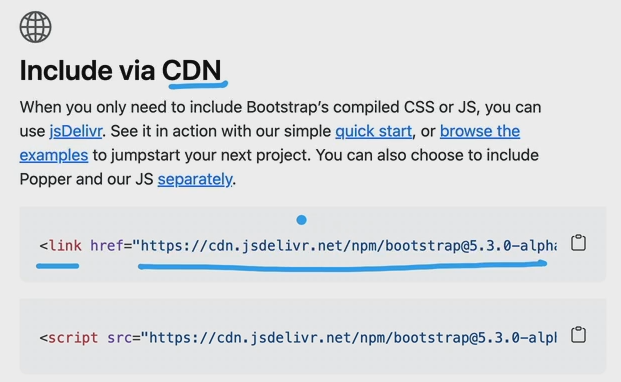 Include via CDN
When you only need to include Bootstrap's compiled CSS or JS, you can
use jsDelivr. See it in action with our simple quick start, or browse the
examples to jumpstart your next project. You can also choose to include
Popper and our JS separately.
<link href="https://cdn.jsdelivr.net/npm/bootstrap@5.3.0-alpha
<script src="https://cdn.jsdelivr.net/npm/bootstrap@5.3.0-alph